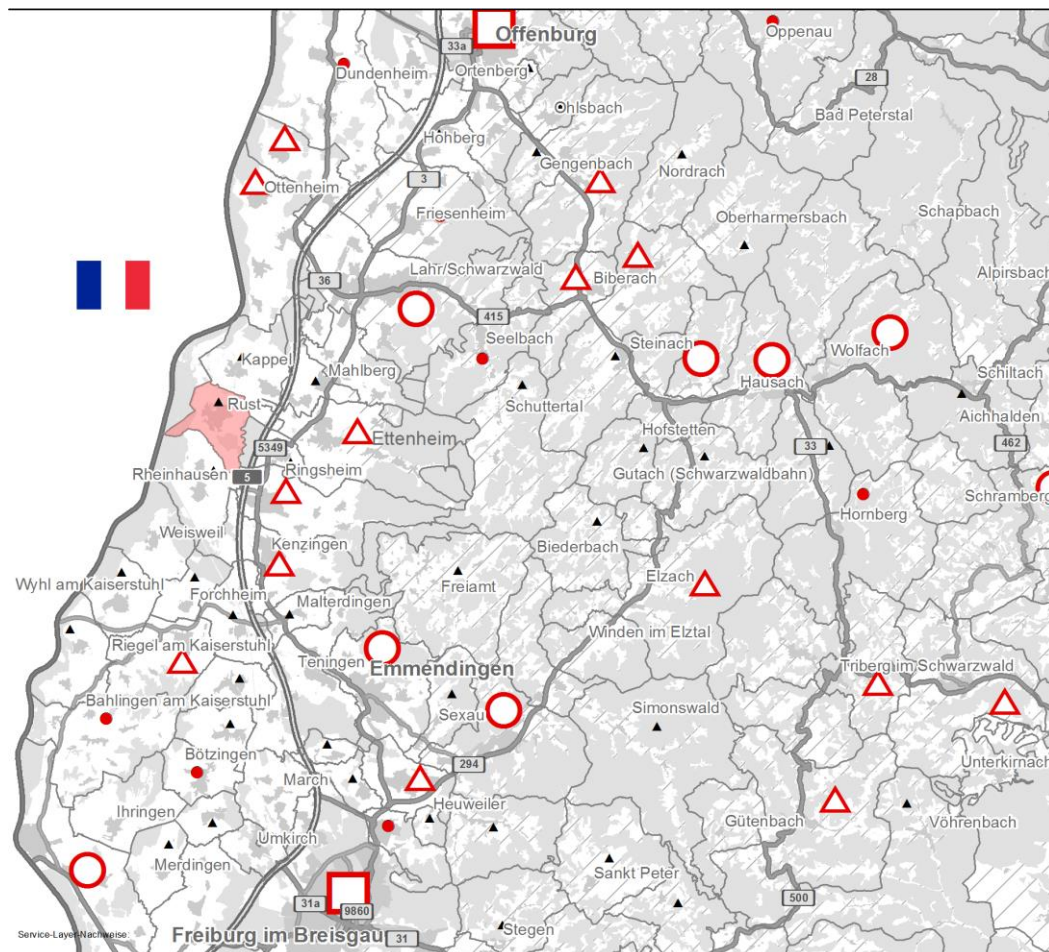 Offenburg
33a
Oppenau
Dundenheim
Ortenberg
28
Ohlsbach
Bad Peterstal
Hohberg
Gengenbach
Nordrach
3
Ottenheim
Friesenheim
Oberharmersbach
Schapbach
Lahr/Schwarzwald
Biberach
Alpirsbach
36
415
Seelbach
Steinach
Wolfach
Kappel
Mahlberg
Hausach
Schiltach
Schuttertal
Rust
Aichhalden
Hofstetten
Ettenheim
33
462
5349
Ringsheim
Rheinhausen
5
Gutach (Schwarzwaldbahn)
Schramberg
Hornberg
Weisweil
Kenzingen
Biederbach
Wyhl am Kaiserstuhl
Forchheim
Freiamt
Elzach
Malterdingen
Winden im Elztal
Riegel am Kaiserstuhl
Teningen
Emmendingen
Triberg im Schwarzwald
Bahlingen am Kaiserstuhl
Sexau
Simonswald
Bötzingen
294
Unterkirnach
March
Ihringen
Heuweiler
Gütenbach
Vöhrenbach
Umkirch
Merdingen
Sankt Peter
500
31a
9860
Service-Layer-Nachweise:
Freiburg im Breisgau
31
Stegen